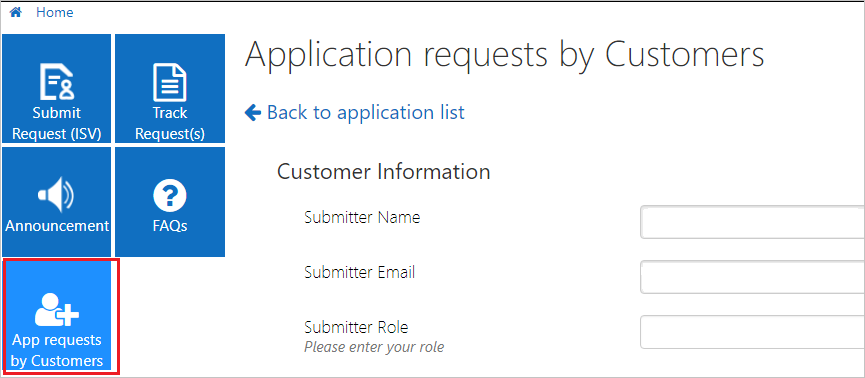 Home
Application requests by Customers
Submit
Request (ISV)
Track
Request(s)
Back to application list
Customer Information
Announcement
FAQs
Submitter Name
Submitter Email
App requests
by Customers
Submitter Role
Please enter your role